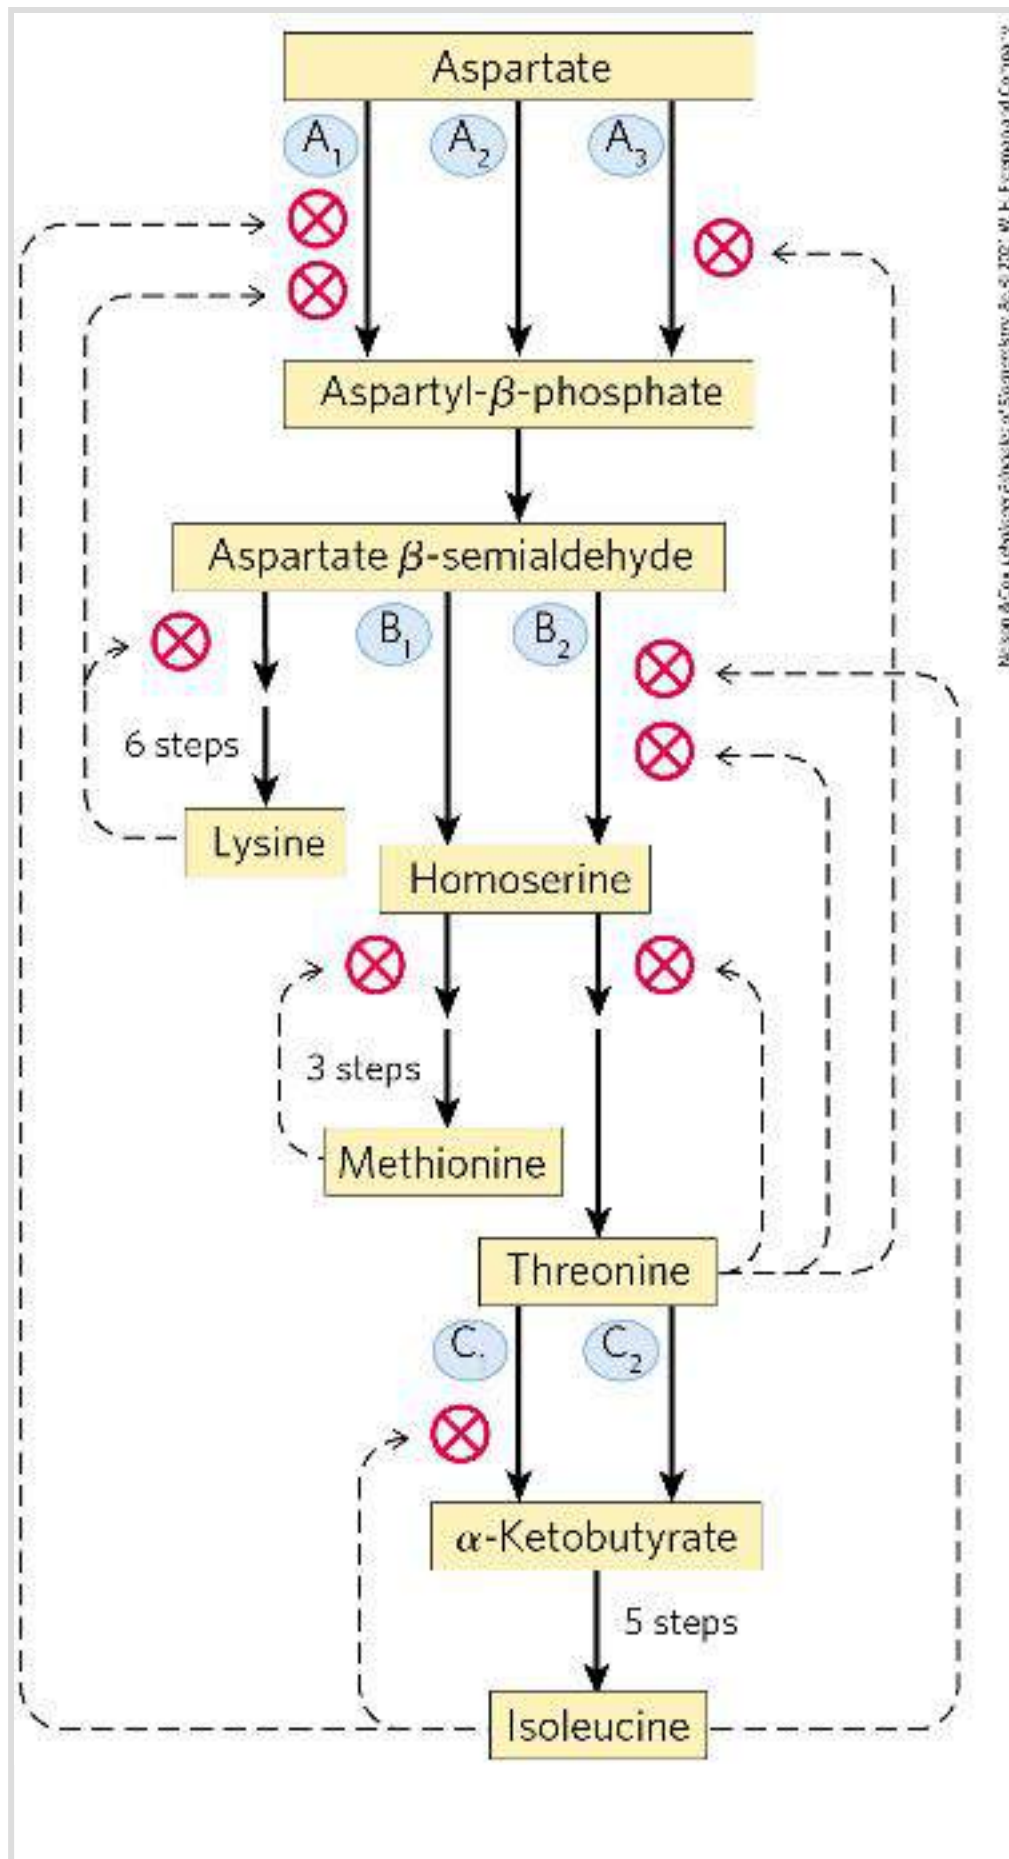 Aspartate
A₁ A₂ A₃
Aspartyl-β-phosphate
Aspartate β-semialdehyde
B₁ B₂
6 steps
Lysine
Homoserine
3 steps
Methionine
Threonine
C. C₂
α-Ketobutyrate
5 steps
Isoleucine